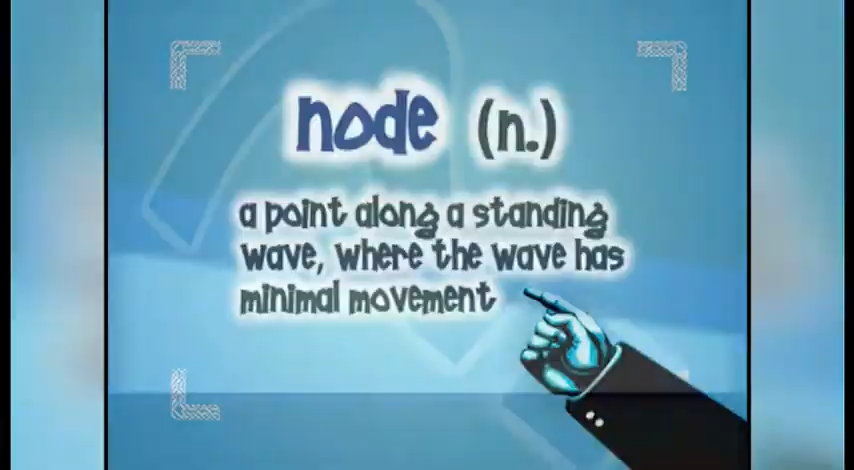 node (n.)
a point along a standing
wave, where the wave has
minimal movement